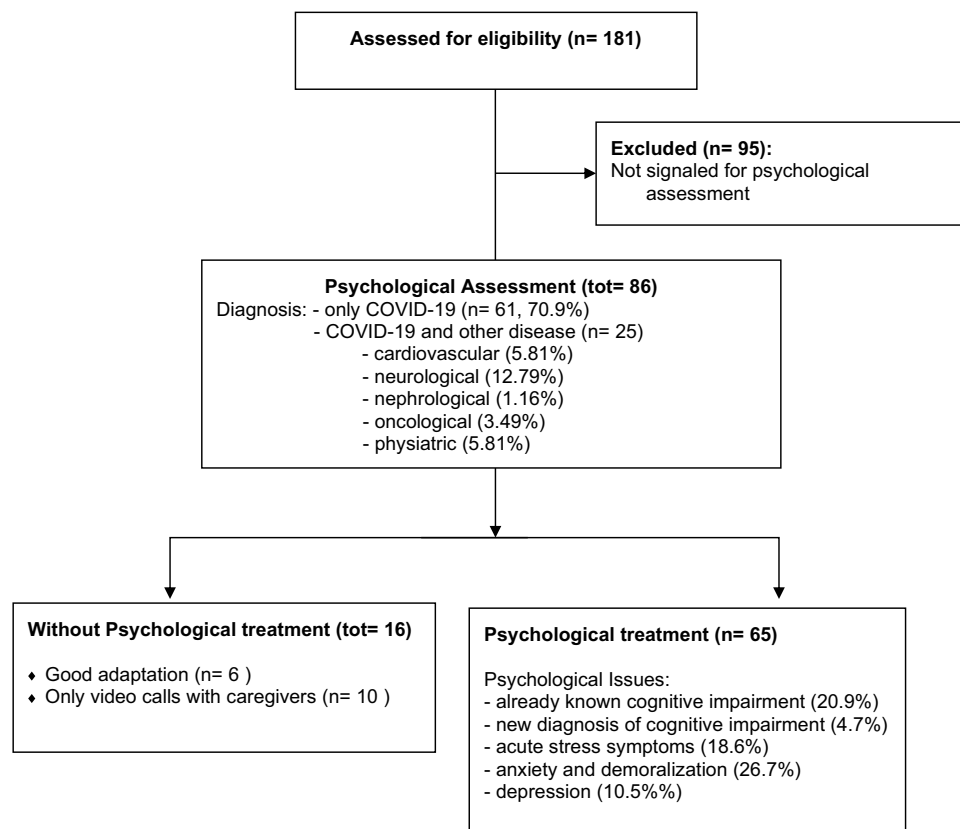 Assessed for eligibility (n= 181)
Excluded (n= 95):
Not signaled for psychological
assessment
Psychological Assessment (tot= 86)
Diagnosis: - only COVID-19 (n= 61, 70.9%)
- COVID-19 and other disease (n= 25)
- cardiovascular (5.81%)
- neurological (12.79%)
- nephrological (1.16%)
- oncological (3.49%)
- physiatric (5.81%)
Without Psychological treatment (tot= 16)
♦ Good adaptation (n= 6 )
♦ Only video calls with caregivers (n= 10 )
Psychological treatment (n= 65)
Psychological Issues:
- already known cognitive impairment (20.9%)
- new diagnosis of cognitive impairment (4.7%)
- acute stress symptoms (18.6%)
- anxiety and demoralization (26.7%)
- depression (10.5%%)